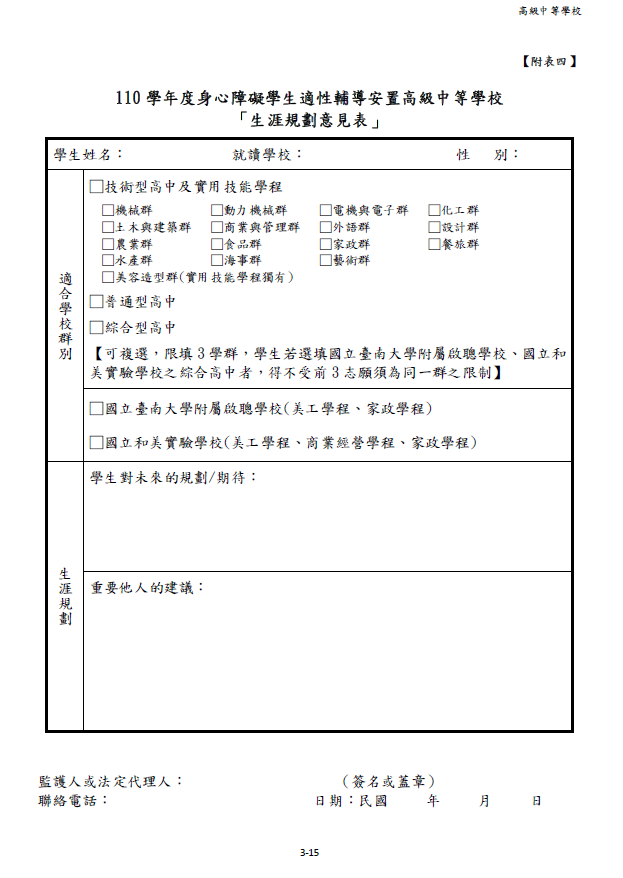 高級中等學校
【附表四】
110 學年度身心障礙學生適性輔導安置高級中等學校
「生涯規劃意見表」
學生姓名： 就讀學校： 性 別：
適合學校群別
□技術型高中及實用技能學程
□機械群 □動力機械群 □電機與電子群 □化工群
□土木與建築群 □商業與管理群 □外語群 □設計群
□農業群 □食品群 □家政群 □餐旅群
□水產群 □海事群 □藝術群
□美容造型群(實用技能學程獨有)
□普通型高中
□綜合型高中
【可複選，限填 3 學群，學生若選填國立臺南大學附屬啟聰學校、國立和
美實驗學校之綜合高中者，得不受前 3 志願須為同一群之限制】
□國立臺南大學附屬啟聰學校(美工學程、家政學程)
□國立和美實驗學校(美工學程、商業經營學程、家政學程)
生涯規劃
學生對未來的規劃/期待：
重要他人的建議：
監護人或法定代理人： （簽名或蓋章）
聯絡電話： 日期：民國 年 月 日
3-15